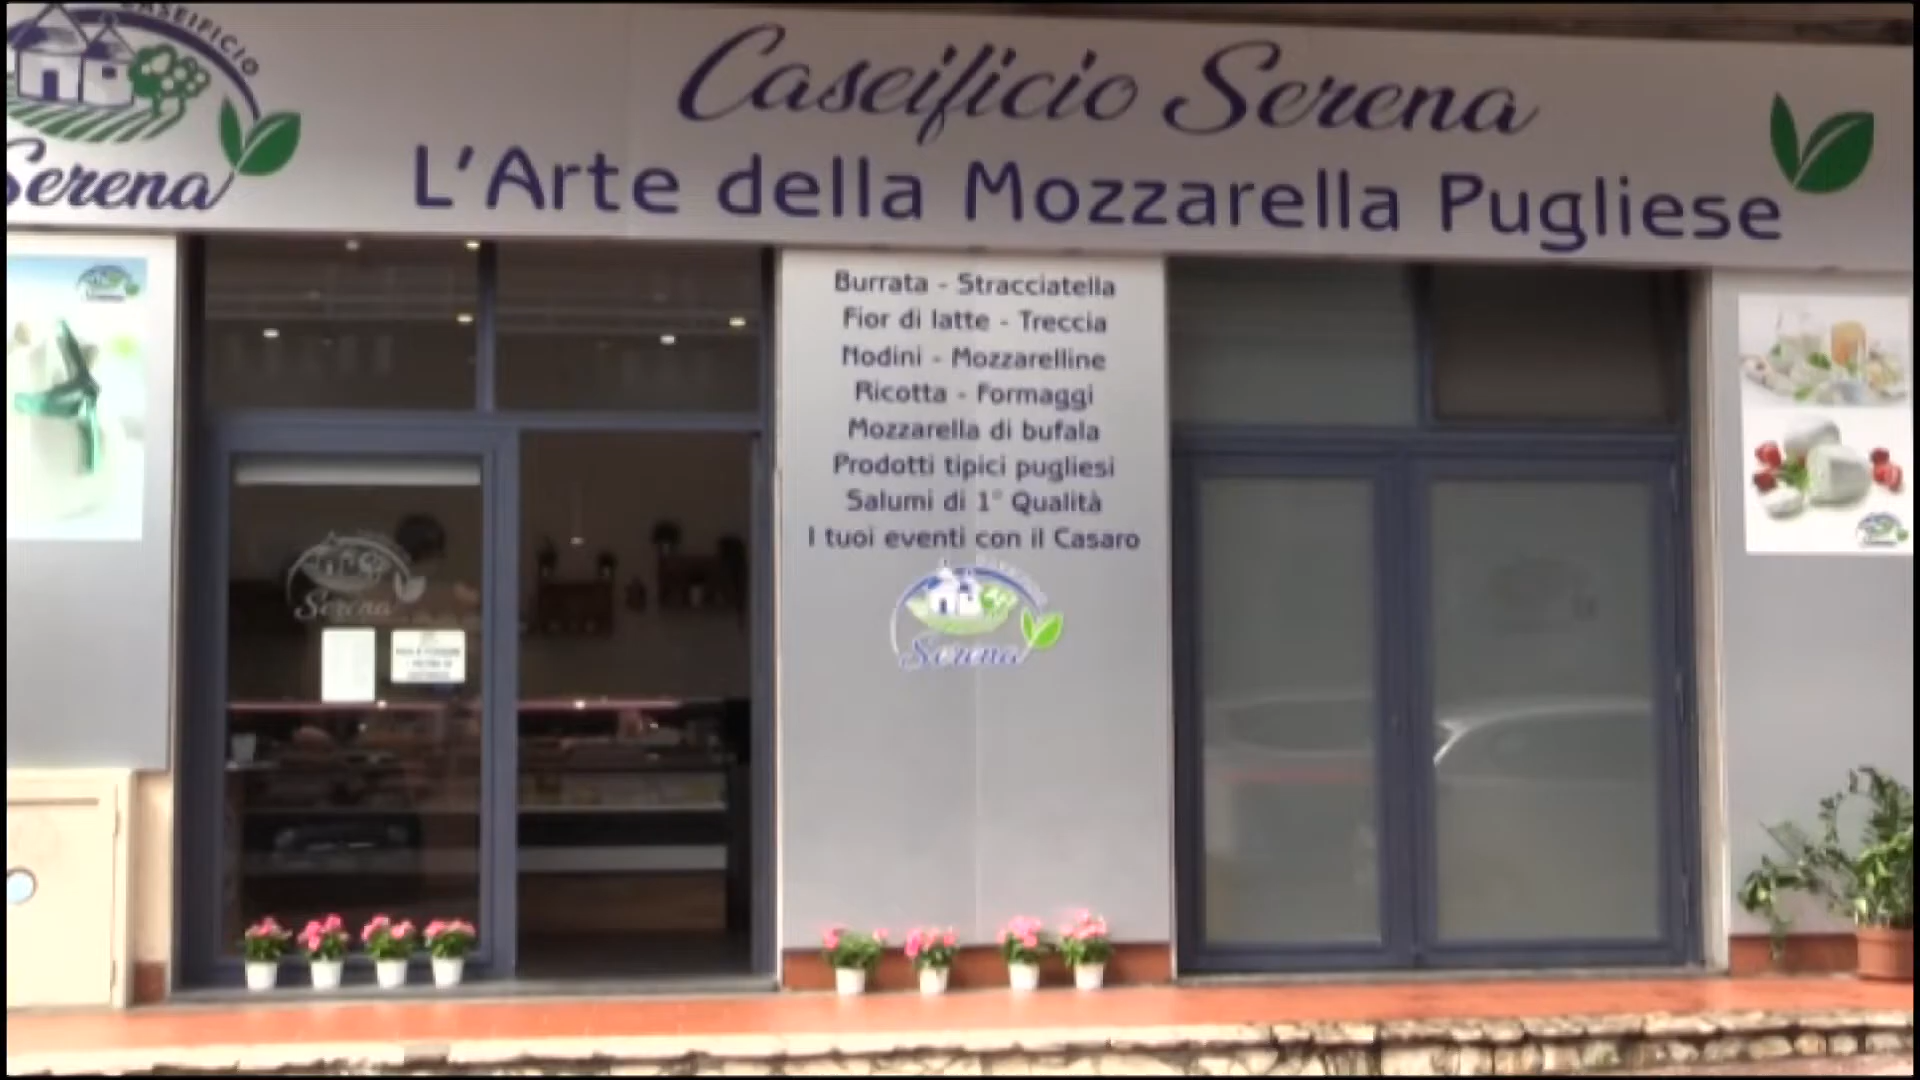 CASEIFICIO
Serena
Caseificio Serena
L'Arte della Mozzarella Pugliese
Burrata - Stracciatella
Fior di latte - Treccia
Nodini - Mozzarelline
Ricotta - Formaggi
Mozzarella di bufala
Prodotti tipici pugliesi
Salumi di 1° Qualità
I tuoi eventi con il Casaro
Serena
Serena